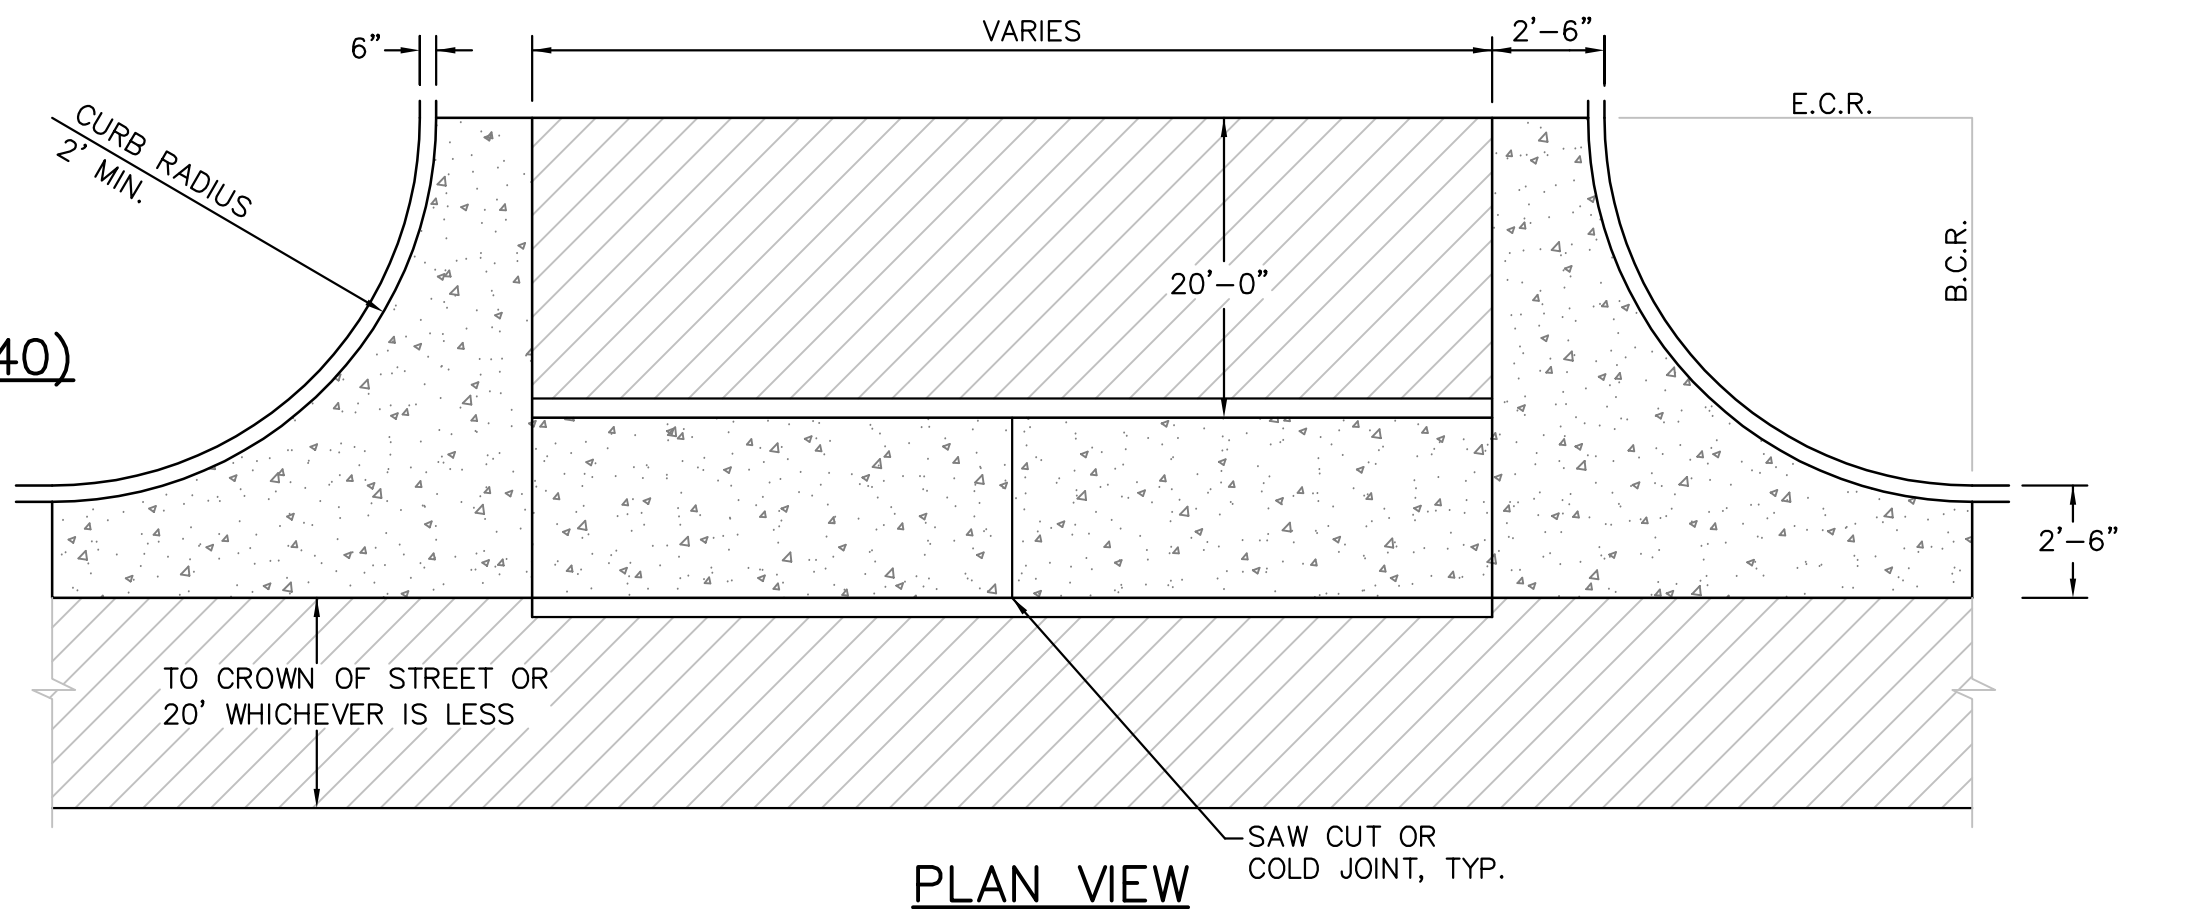 6”
VARIES
2’–6”
E.C.R.
CURB RADIUS
2’ MIN.
B.C.R.
20’–0”
40)
2’–6”
TO CROWN OF STREET OR
20’ WHICHEVER IS LESS
SAW CUT OR
COLD JOINT, TYP.
PLAN VIEW